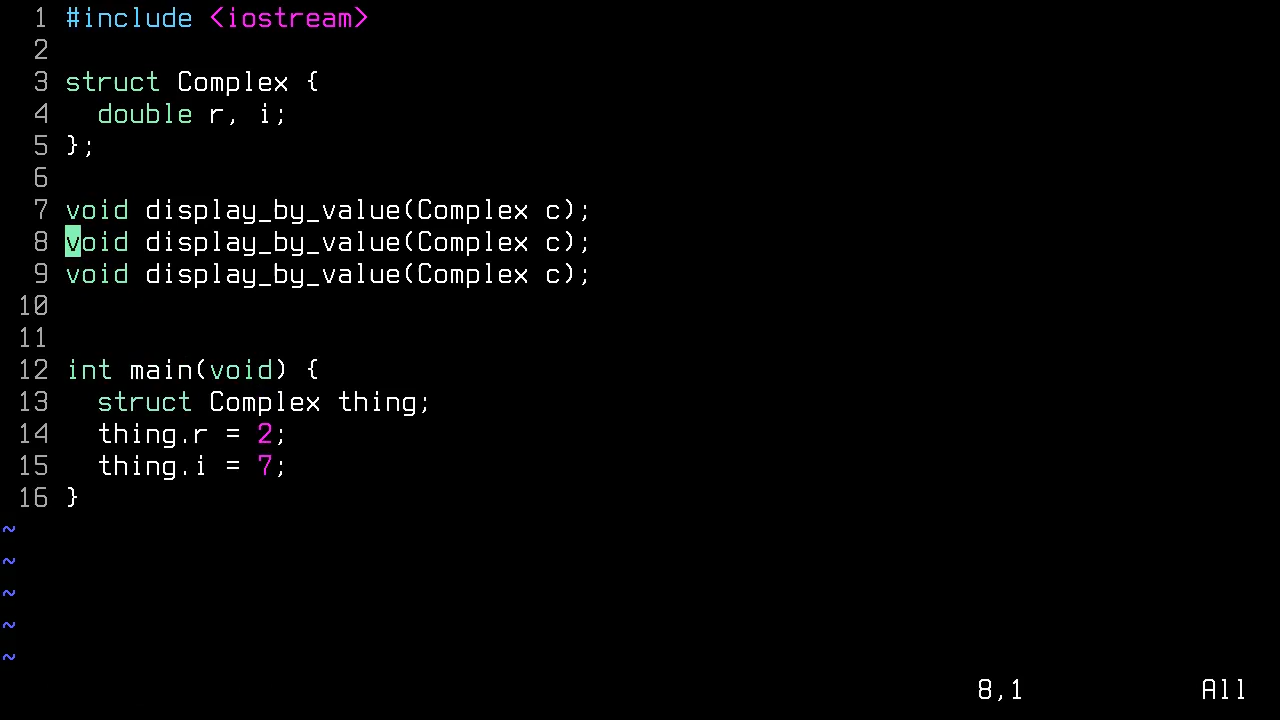 1 #include <iostream>
2
3 struct Complex {
4   double r, i;
5 };
6
7 void display_by_value(Complex c);
8 void display_by_value(Complex c);
9 void display_by_value(Complex c);
10
11
12 int main(void) {
13   struct Complex thing;
14   thing.r = 2;
15   thing.i = 7;
16 }
~
~
~
~
~
8,1 All